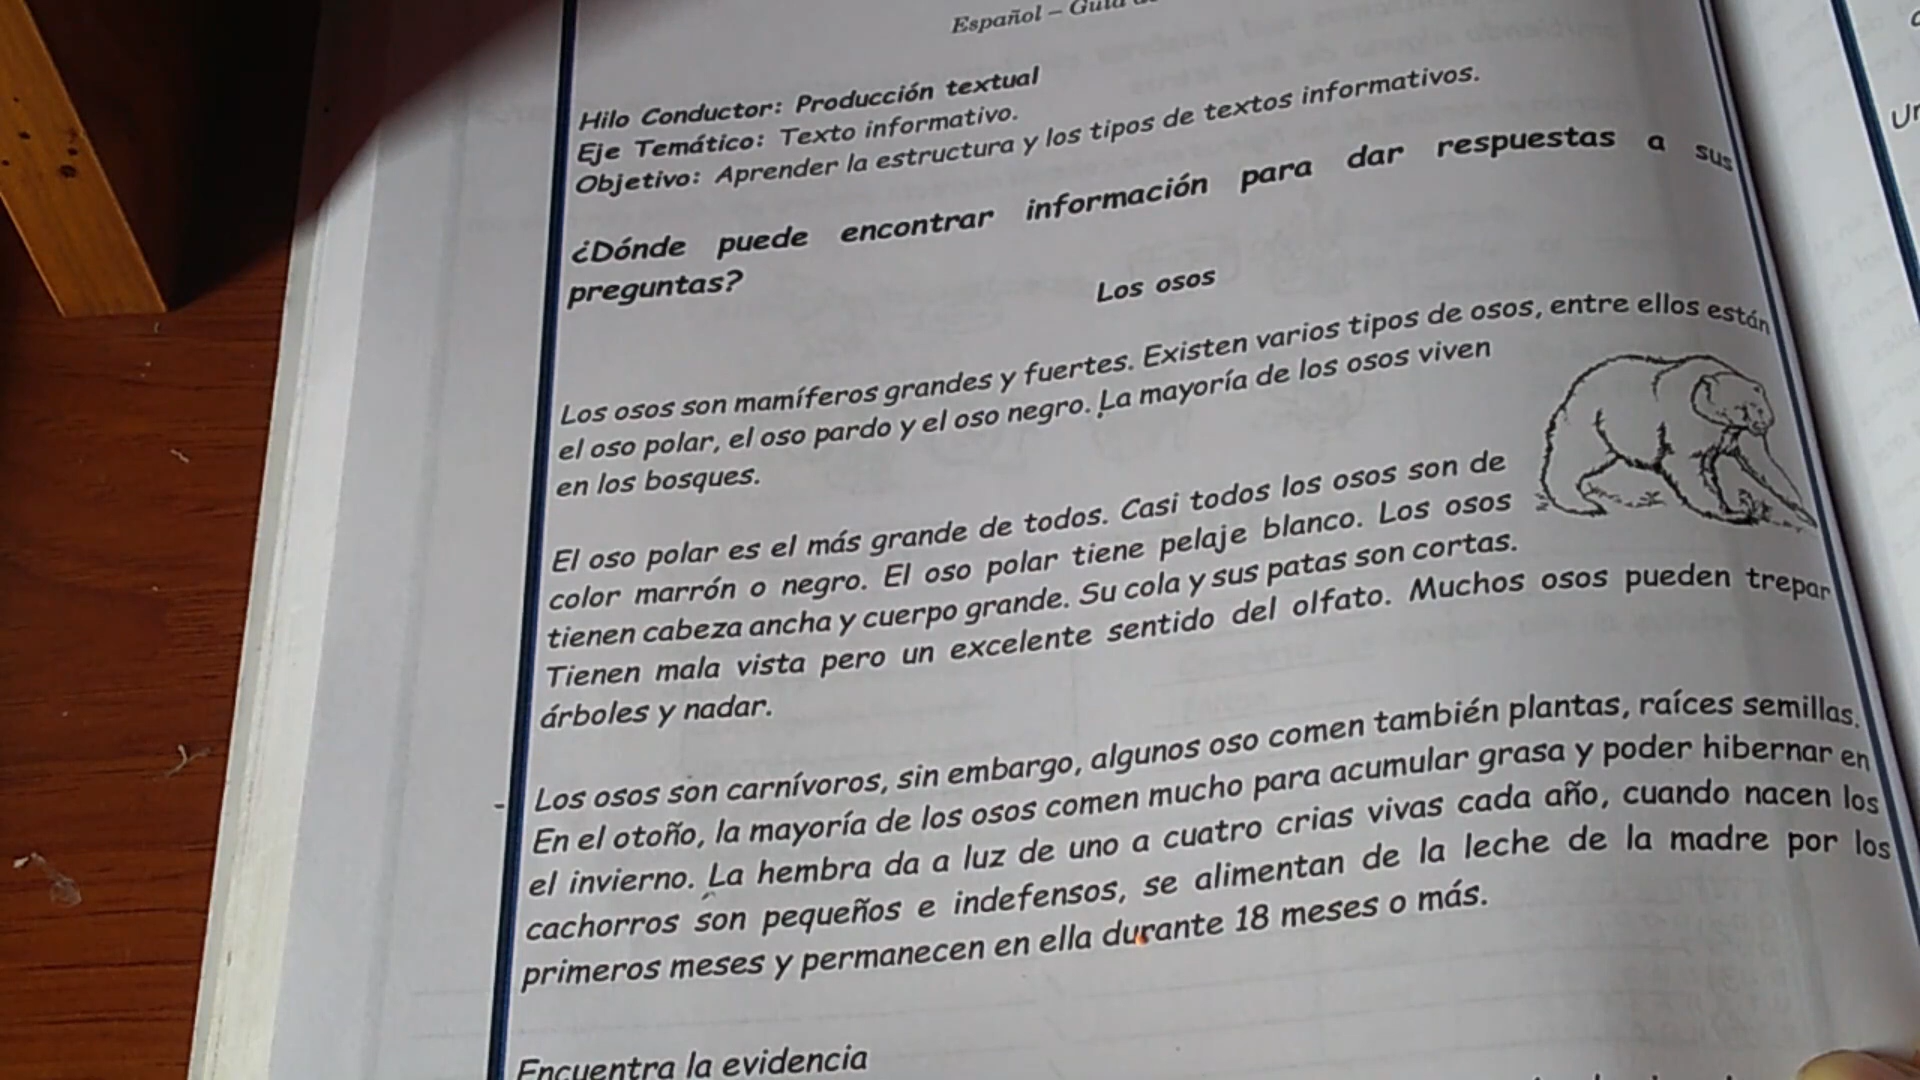 Español – Guía
Hilo Conductor: Producción textual
Eje Temático: Texto informativo.
Objetivo: Aprender la estructura y los tipos de textos informativos.
¿Dónde puede encontrar información para dar respuestas a sus
preguntas?
Los osos
Los osos son mamíferos grandes y fuertes. Existen varios tipos de osos, entre ellos están
el oso polar, el oso pardo y el oso negro. La mayoría de los osos viven
en los bosques.
El oso polar es el más grande de todos. Casi todos los osos son de
color marrón o negro. El oso polar tiene pelaje blanco. Los osos
tienen cabeza ancha y cuerpo grande. Su cola y sus patas son cortas.
Tienen mala vista pero un excelente sentido del olfato. Muchos osos pueden trepar
árboles y nadar.
Los osos son carnívoros, sin embargo, algunos oso comen también plantas, raíces semillas.
En el otoño, la mayoría de los osos comen mucho para acumular grasa y poder hibernar en
el invierno. La hembra da a luz de uno a cuatro crias vivas cada año, cuando nacen los
cachorros son pequeños e indefensos, se alimentan de la leche de la madre por los
primeros meses y permanecen en ella durante 18 meses o más.
Encuentra la evidencia